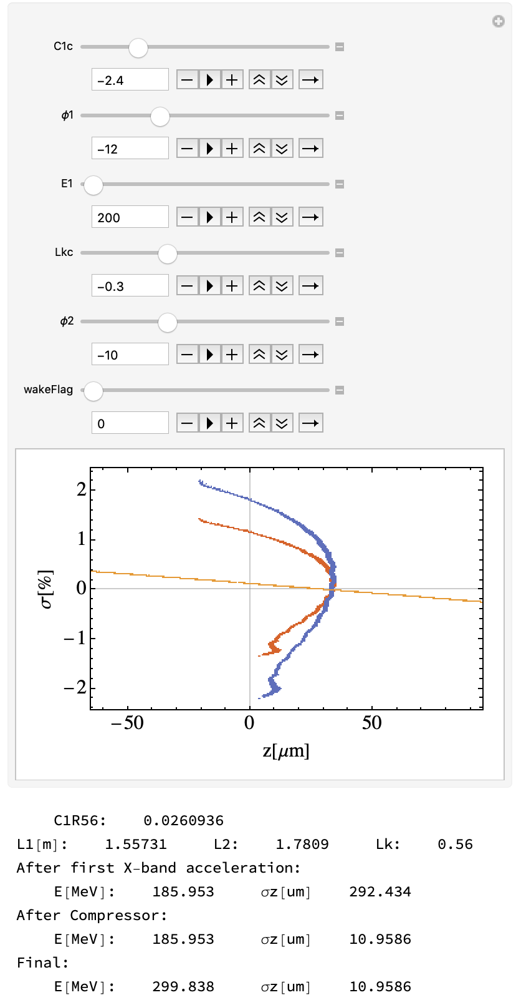 C1c
−2.4
ϕ1
−12
E1
200
Lkc
−0.3
ϕ2
−10
wakeFlag
0
2
1
0
−1
−2
σ[%]
−50 0 50
z[μm]
C1R56: 0.0260936
L1[m]: 1.55731 L2: 1.7809 Lk: 0.56
After first X-band acceleration:
E[MeV]: 185.953 σz[um] 292.434
After Compressor:
E[MeV]: 185.953 σz[um] 10.9586
Final:
E[MeV]: 299.838 σz[um] 10.9586